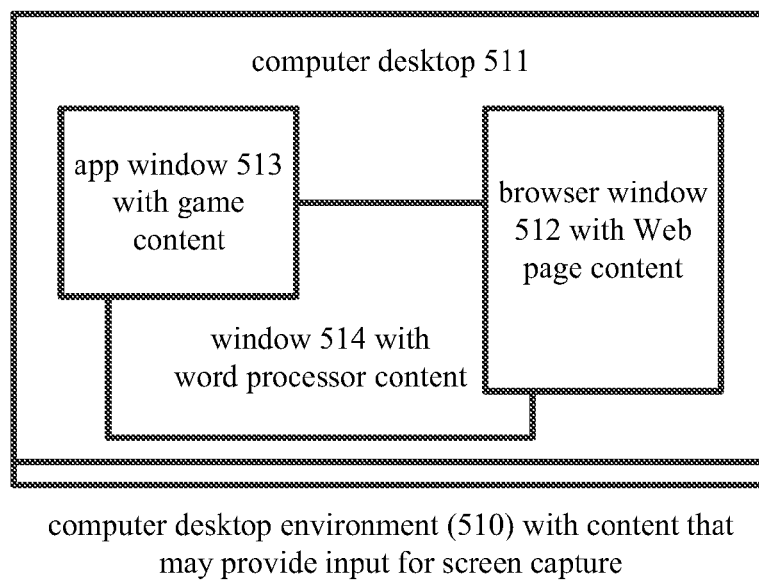 computer desktop 511
app window 513
with game
content
browser window
512 with Web
page content
window 514 with
word processor content
computer desktop environment (510) with content that
may provide input for screen capture